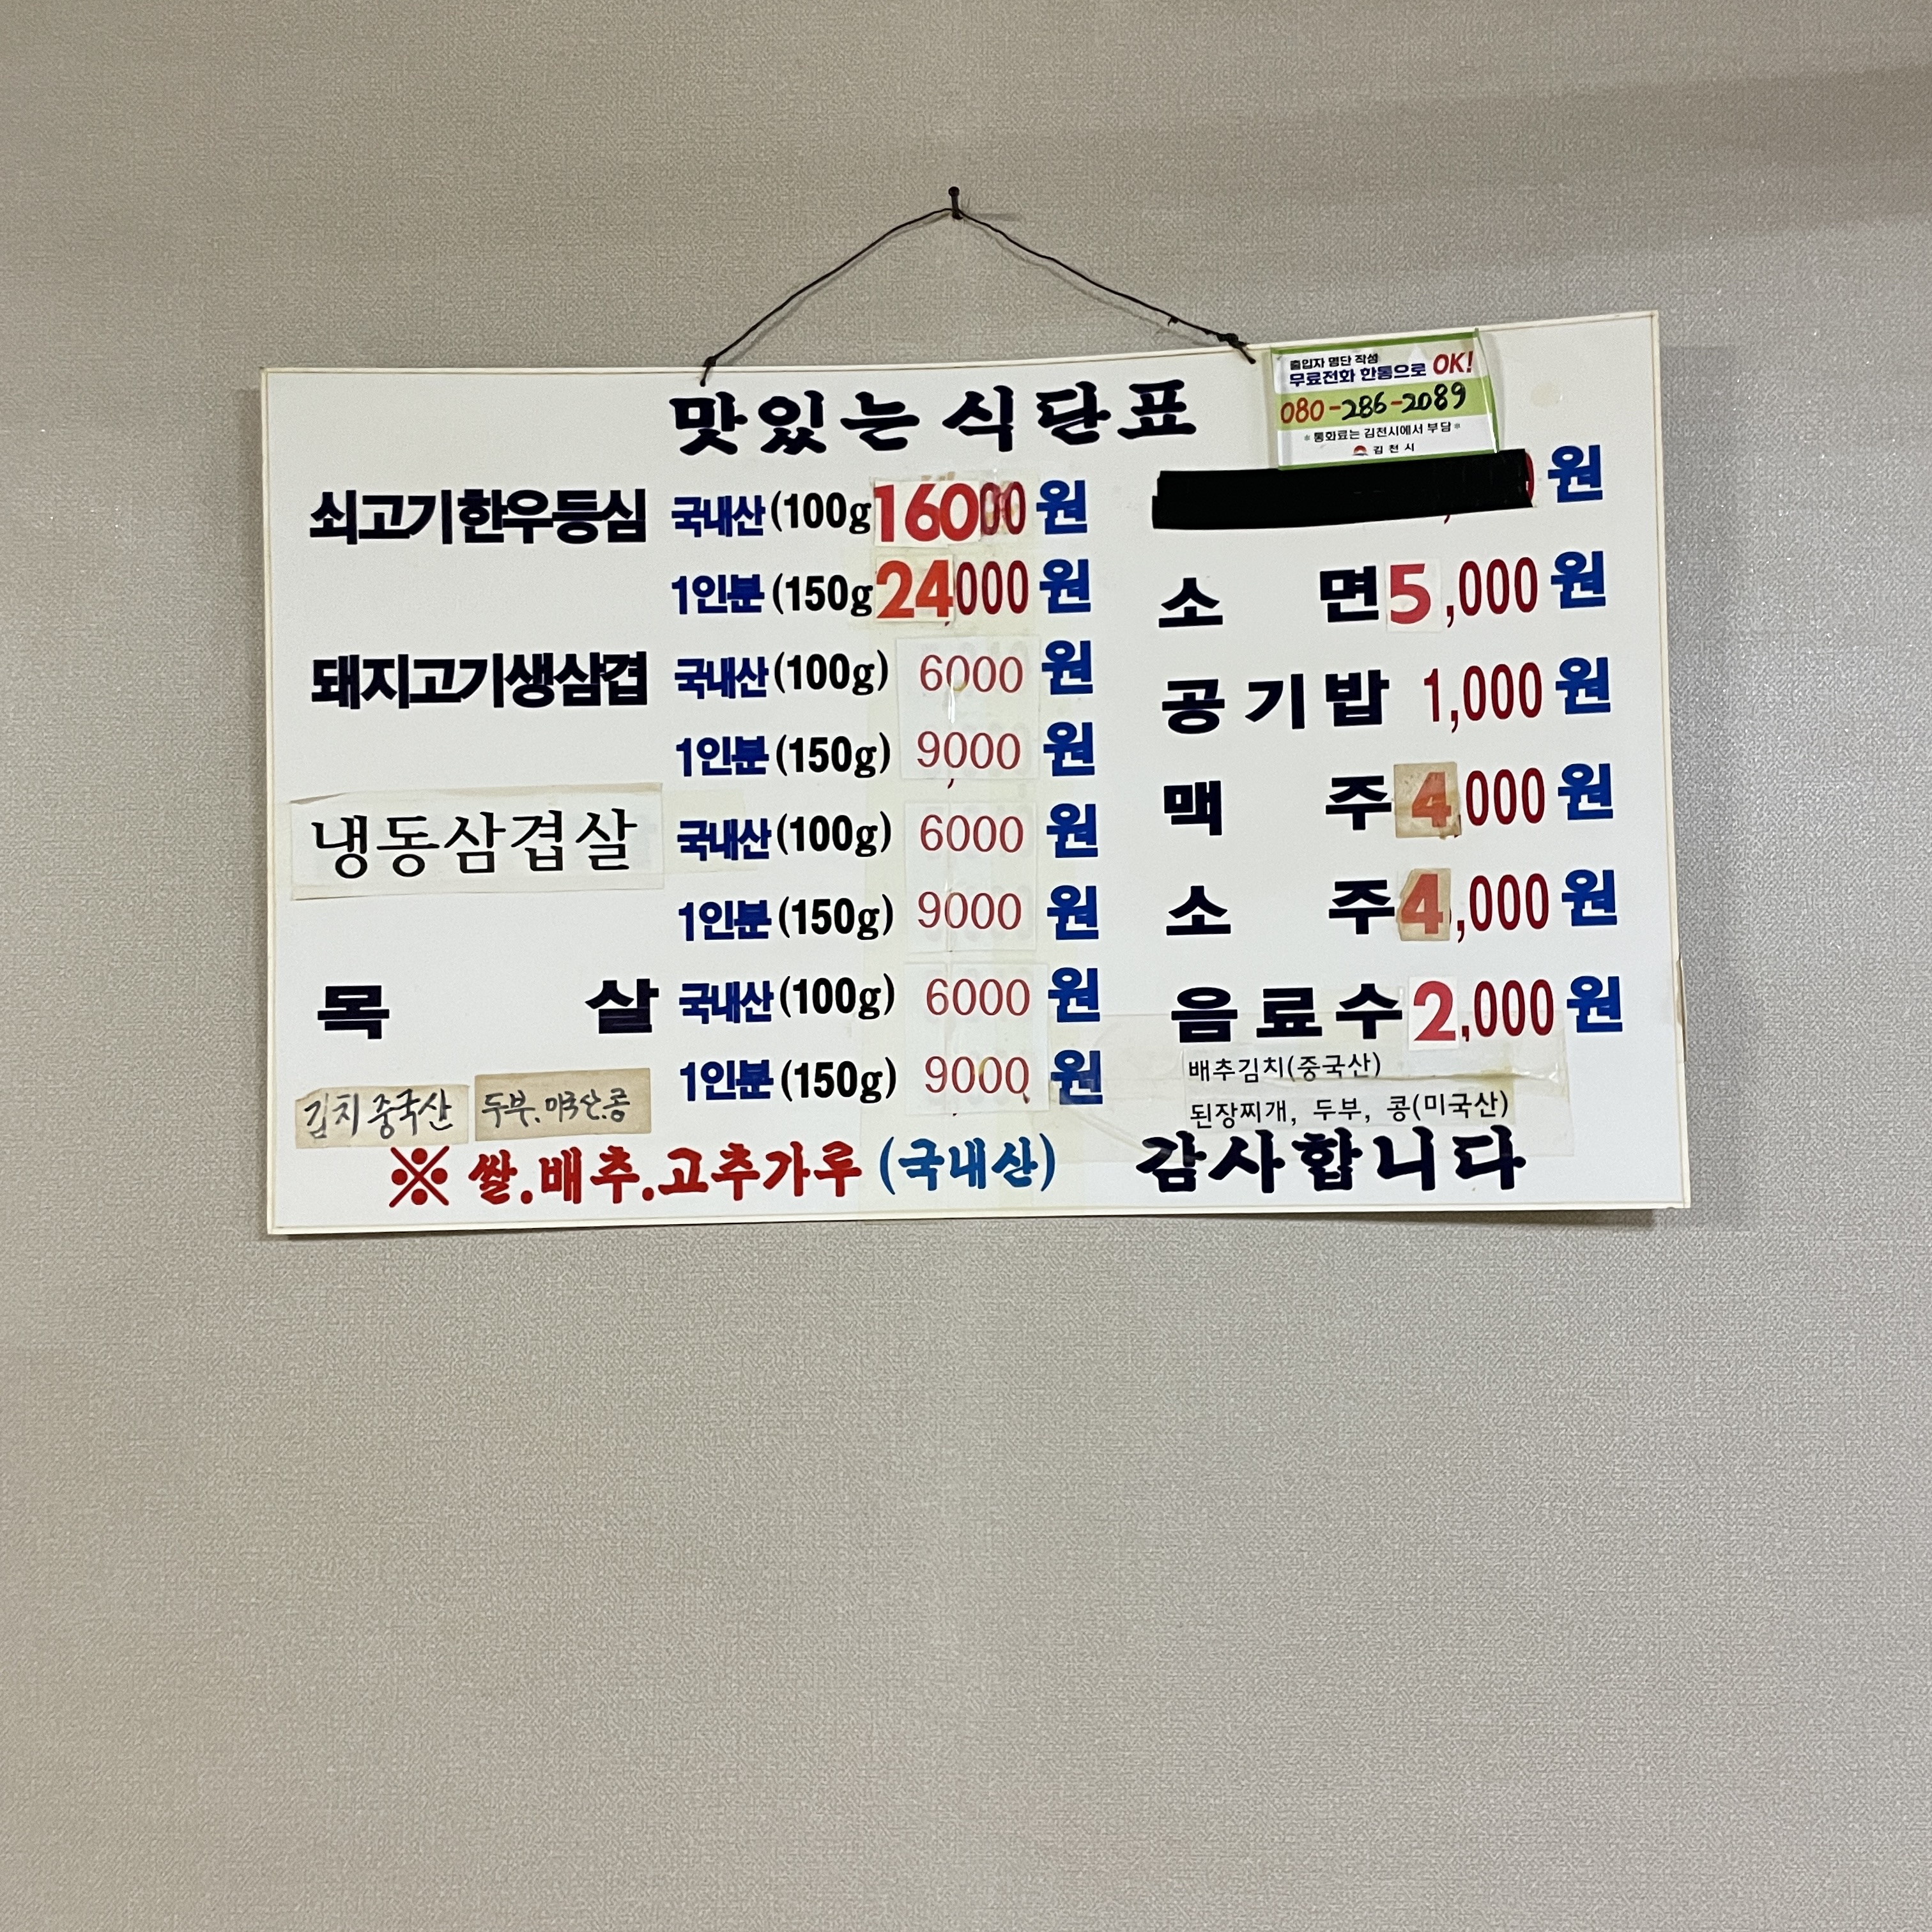 맛있는 식단표
출입자 명단 작성
무료전화 한통으로 OK!
080-286-2089
※통화료는 김천시에서 부담※
김천시
쇠고기한우등심 국내산 (100g 16000 원
1인분 (150g 24,000 원
돼지고기생삼겹 국내산 (100g) 6000 원
1인분 (150g) 9000 원
냉동삼겹살 국내산 (100g) 6000 원
1인분 (150g) 9000 원
목살 국내산 (100g) 6000 원
1인분 (150g) 9000 원
김치 중국산 두부.미국산.콩
※ 쌀.배추.고추가루 (국내산)
원
소면 5,000 원
공기밥 1,000 원
맥주 4,000 원
소주 4,000 원
음료수 2,000 원
배추김치(중국산)
된장찌개, 두부, 콩(미국산)
감사합니다